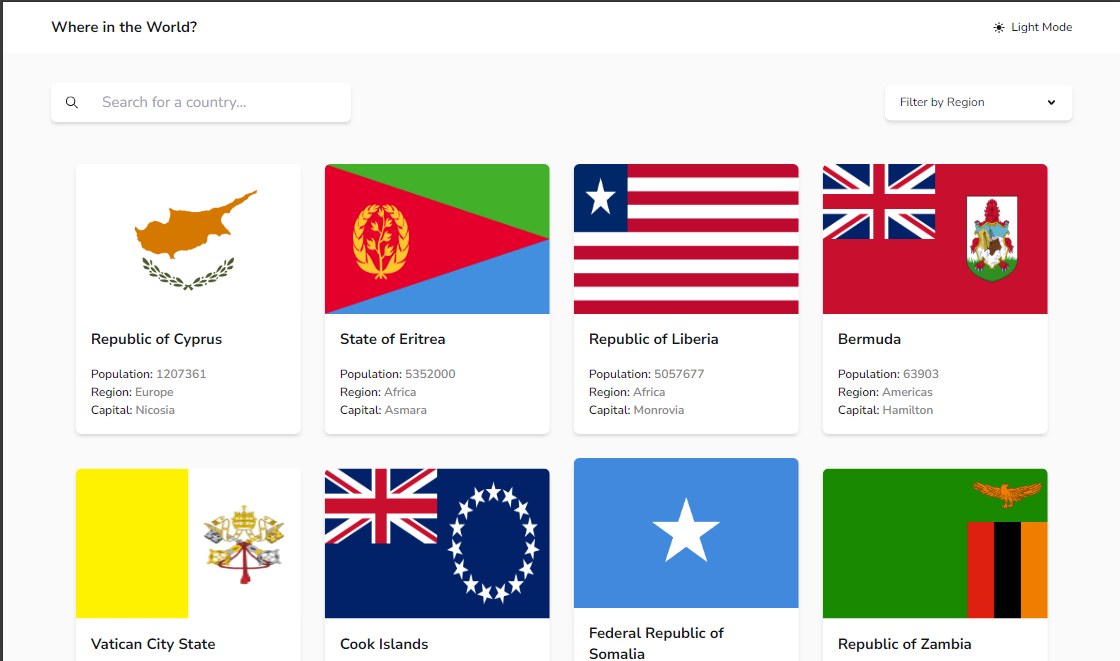 Where in the World?
Light Mode
Search for a country...
Filter by Region
Republic of Cyprus
Population: 1207361
Region: Europe
Capital: Nicosia
State of Eritrea
Population: 5352000
Region: Africa
Capital: Asmara
Republic of Liberia
Population: 5057677
Region: Africa
Capital: Monrovia
Bermuda
Population: 63903
Region: Americas
Capital: Hamilton
Vatican City State
Cook Islands
Federal Republic of
Somalia
Republic of Zambia